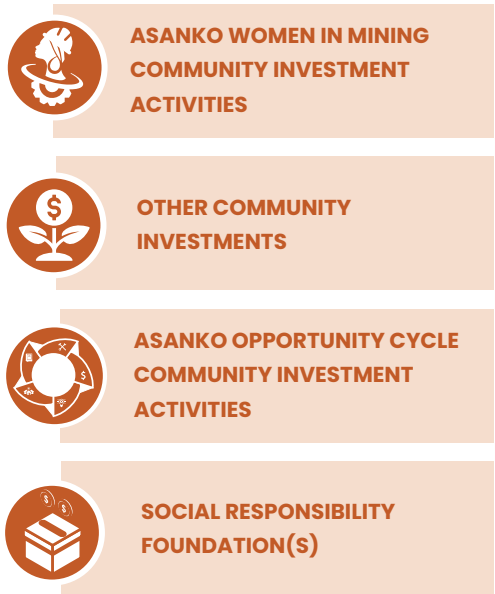 ASANKO WOMEN IN MINING
COMMUNITY INVESTMENT
ACTIVITIES
$
OTHER COMMUNITY
INVESTMENTS
ASANKO OPPORTUNITY CYCLE
COMMUNITY INVESTMENT
ACTIVITIES
$
$
$
SOCIAL RESPONSIBILITY
FOUNDATION(S)